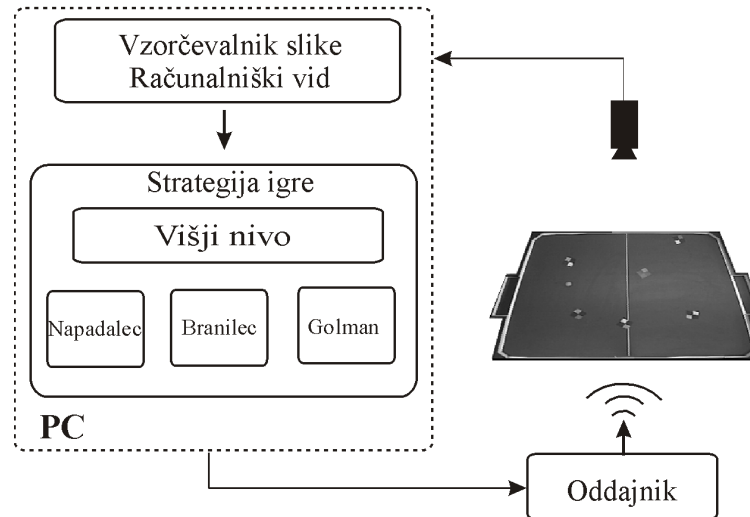 Vzorčevalnik slike
Računalniški vid
Strategija igre
Višji nivo
Napadalec
Branilec
Golman
PC
Oddajnik